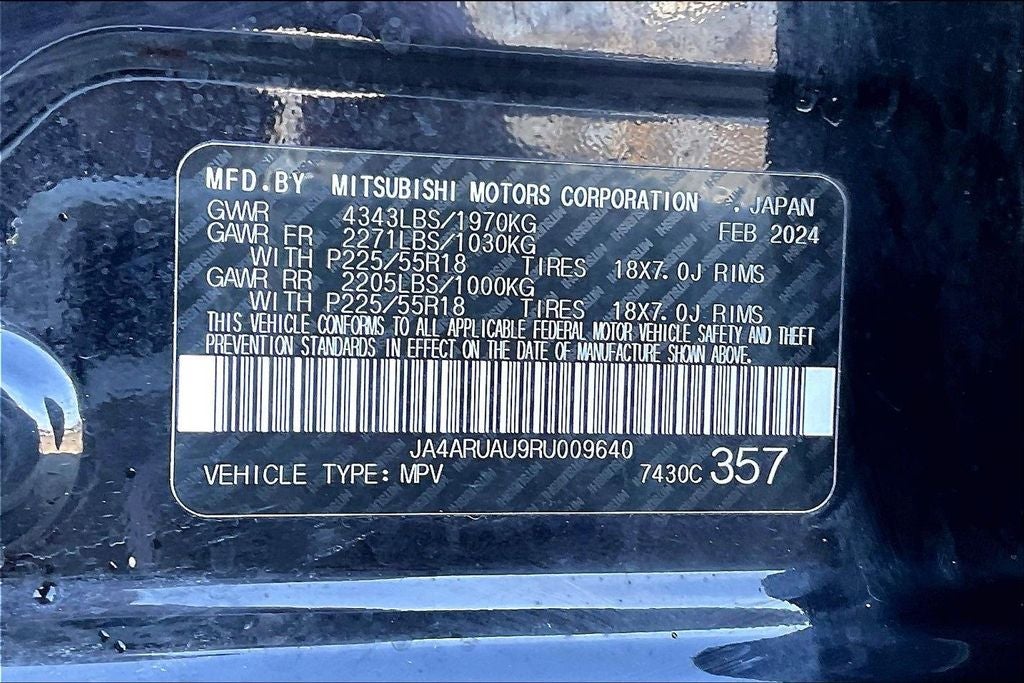 MFD.BY MITSUBISHI MOTORS CORPORATION . JAPAN
GWWR 4343LBS/1970KG FEB 2024
GAWR FR 2271LBS/1030KG
WITH P225/55R18 TIRES 18X7.0J RIMS
GAWR RR 2205LBS/1000KG
WITH P225/55R18 TIRES 18X7.0J RIMS
THIS VEHICLE CONFORMS TO ALL APPLICABLE FEDERAL MOTOR VEHICLE SAFETY AND THEFT
PREVENTION STANDARDS IN EFFECT ON THE DATE OF MANUFACTURE SHOWN ABOVE.
JA4ARUAU9RU009640
VEHICLE TYPE: MPV 7430C 357